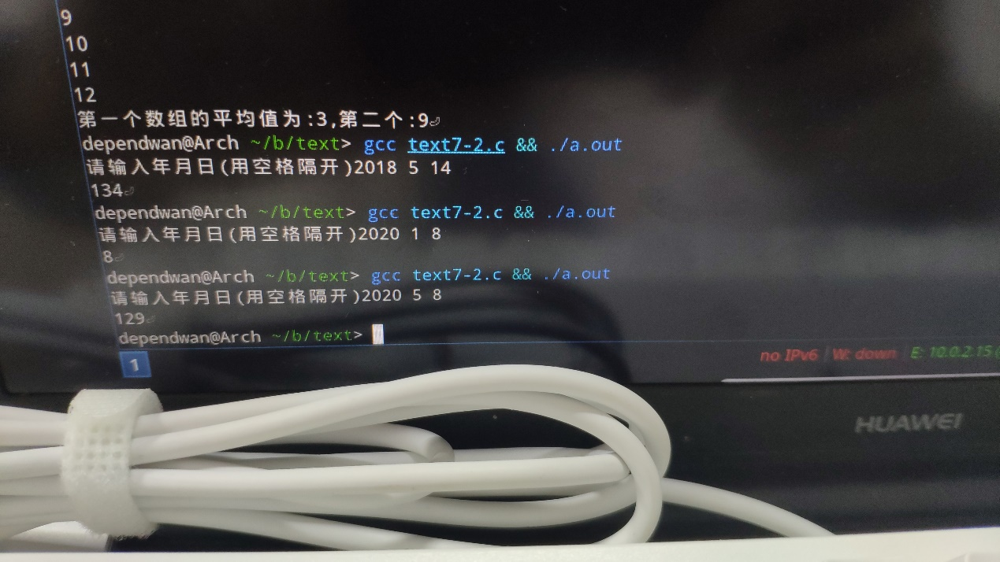 9
10
11
12
第一个数组的平均值为:3,第二个:9⏎
dependwan@Arch ~/b/text> gcc text7-2.c && ./a.out
请输入年月日(用空格隔开)2018 5 14
134⏎
dependwan@Arch ~/b/text> gcc text7-2.c && ./a.out
请输入年月日(用空格隔开)2020 1 8
8⏎
dependwan@Arch ~/b/text> gcc text7-2.c && ./a.out
请输入年月日(用空格隔开)2020 5 8
129⏎
dependwan@Arch ~/b/text>
1
no IPv6 | W: down | E: 10.0.2.15 (
HUAWEI